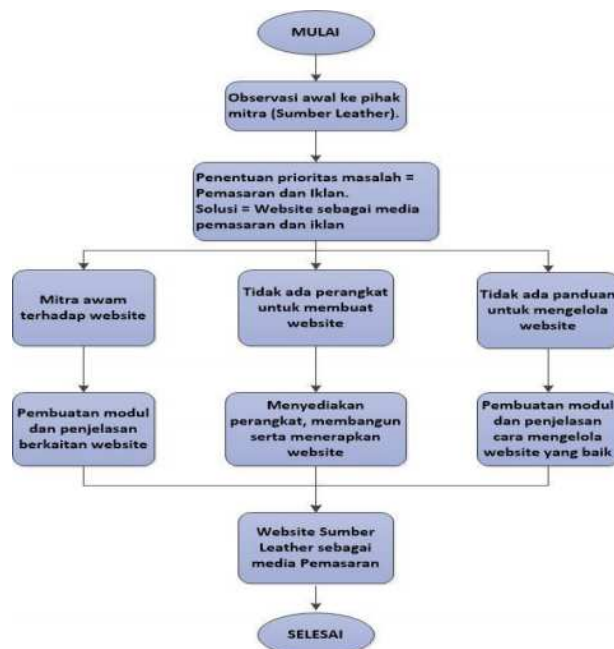 MULAI
Observasi awal ke pihak
mitra (Sumber Leather).
Penentuan prioritas masalah =
Pemasaran dan Iklan.
Solusi = Website sebagai media
pemasaran dan iklan
Mitra awam
terhadap website
Tidak ada perangkat
untuk membuat
website
Tidak ada panduan
untuk mengelola
website
Pembuatan modul
dan penjelasan
berkaitan website
Menyediakan
perangkat, membangun
serta menerapkan
website
Pembuatan modul
dan penjelasan
cara mengelola
website yang baik
Website Sumber
Leather sebagai
media Pemasaran
SELESAI